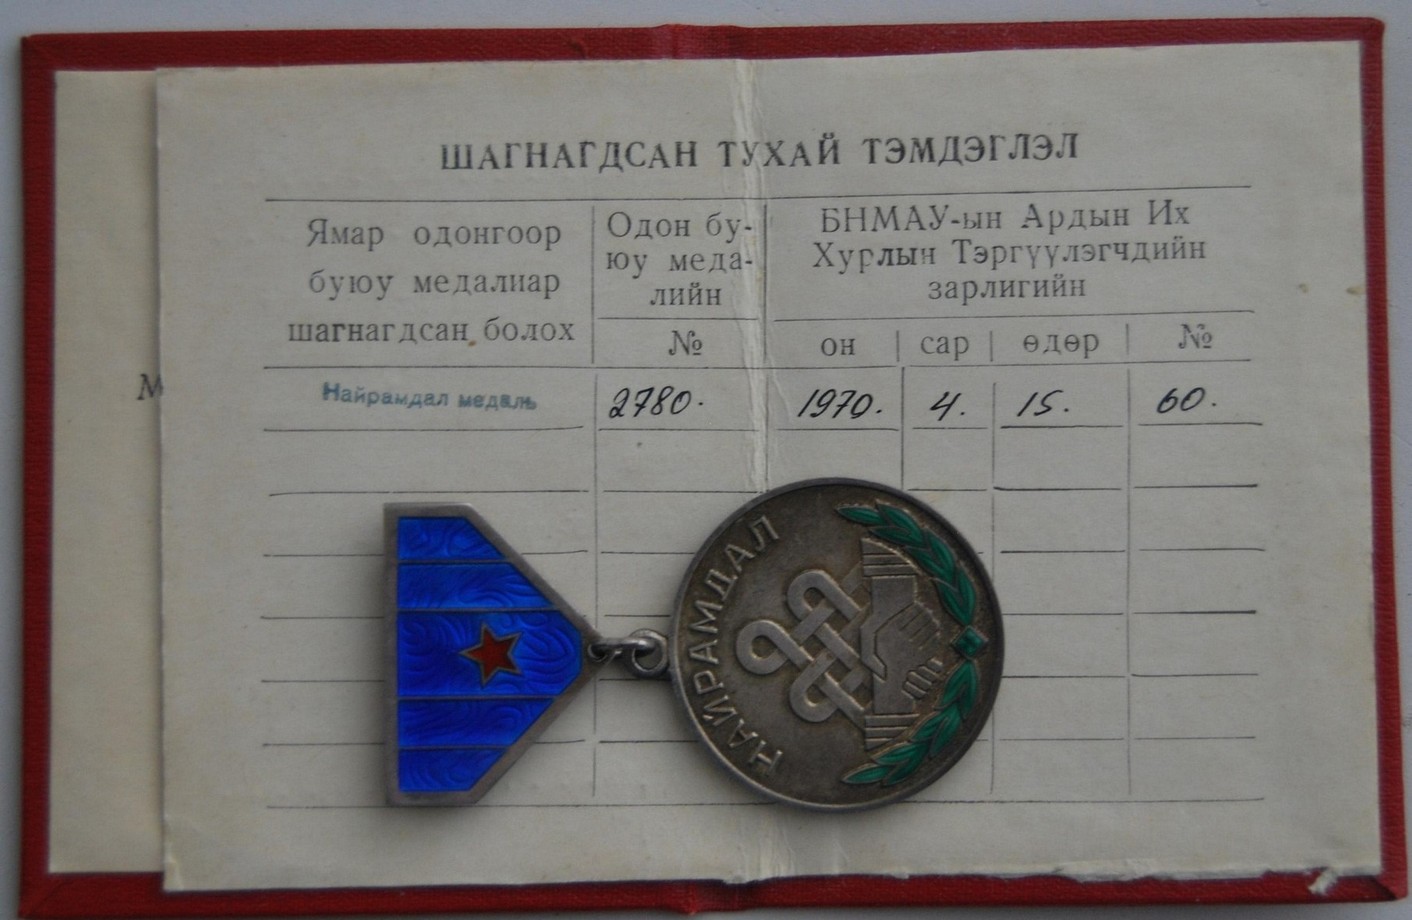 ШАГНАГДСАН ТУХАЙ ТЭМДЭГЛЭЛ
Ямар одонгоор
буюу медалиар
шагнагдсан болох
Одон бу-
юу меда-
лийн
№
БНМАУ-ын Ардын Их
Хурлын Тэргүүлэгчдийн
зарлигийн
он сар өдөр №
М
Найрамдал медаль 2780. 1970. 4. 15. 60.
НАЙРАМДАЛ